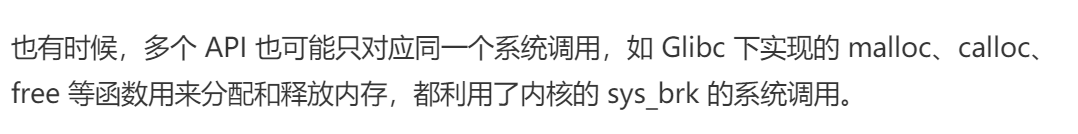 也有时候，多个 API 也可能只对应同一个系统调用，如 Glibc 下实现的 malloc、calloc、
free 等函数用来分配和释放内存，都利用了内核的 sys_brk 的系统调用。